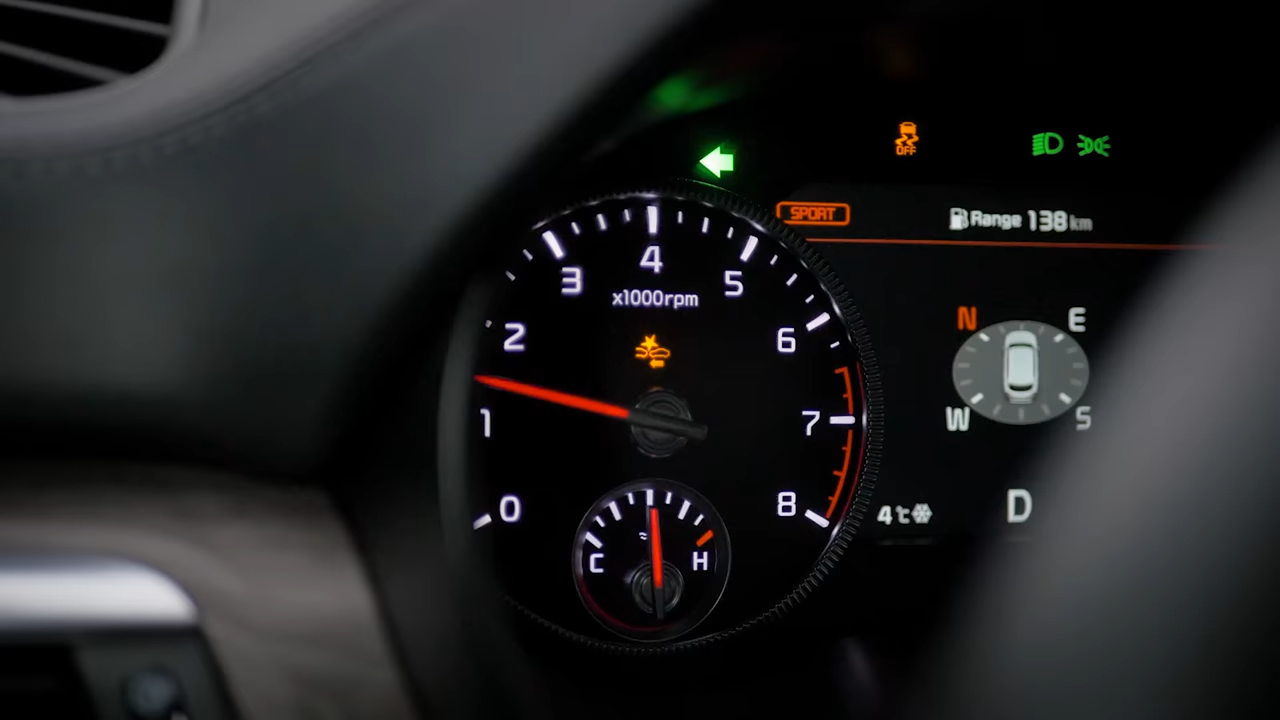 OFF
SPORT
Range 138 km
3 4 5
x1000rpm
2 6
1 7
0 8
C H
N E
W S
4℃
D